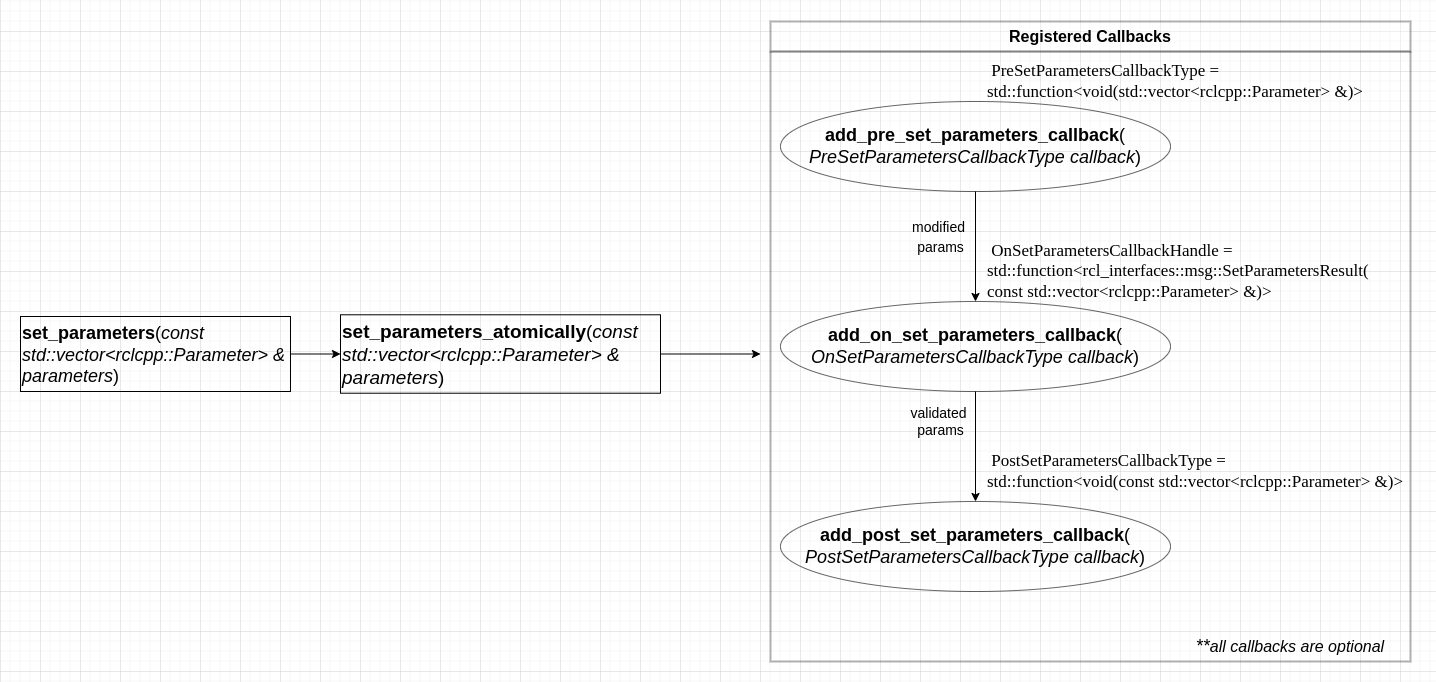 set_parameters(const
std::vector<rclcpp::Parameter> &
parameters)
set_parameters_atomically(const
std::vector<rclcpp::Parameter> &
parameters)
Registered Callbacks
PreSetParametersCallbackType =
std::function<void(std::vector<rclcpp::Parameter> &)>
add_pre_set_parameters_callback(
PreSetParametersCallbackType callback)
modified
params
OnSetParametersCallbackHandle =
std::function<rcl_interfaces::msg::SetParametersResult(
const std::vector<rclcpp::Parameter> &)>
add_on_set_parameters_callback(
OnSetParametersCallbackType callback)
validated
params
PostSetParametersCallbackType =
std::function<void(const std::vector<rclcpp::Parameter> &)>
add_post_set_parameters_callback(
PostSetParametersCallbackType callback)
**all callbacks are optional